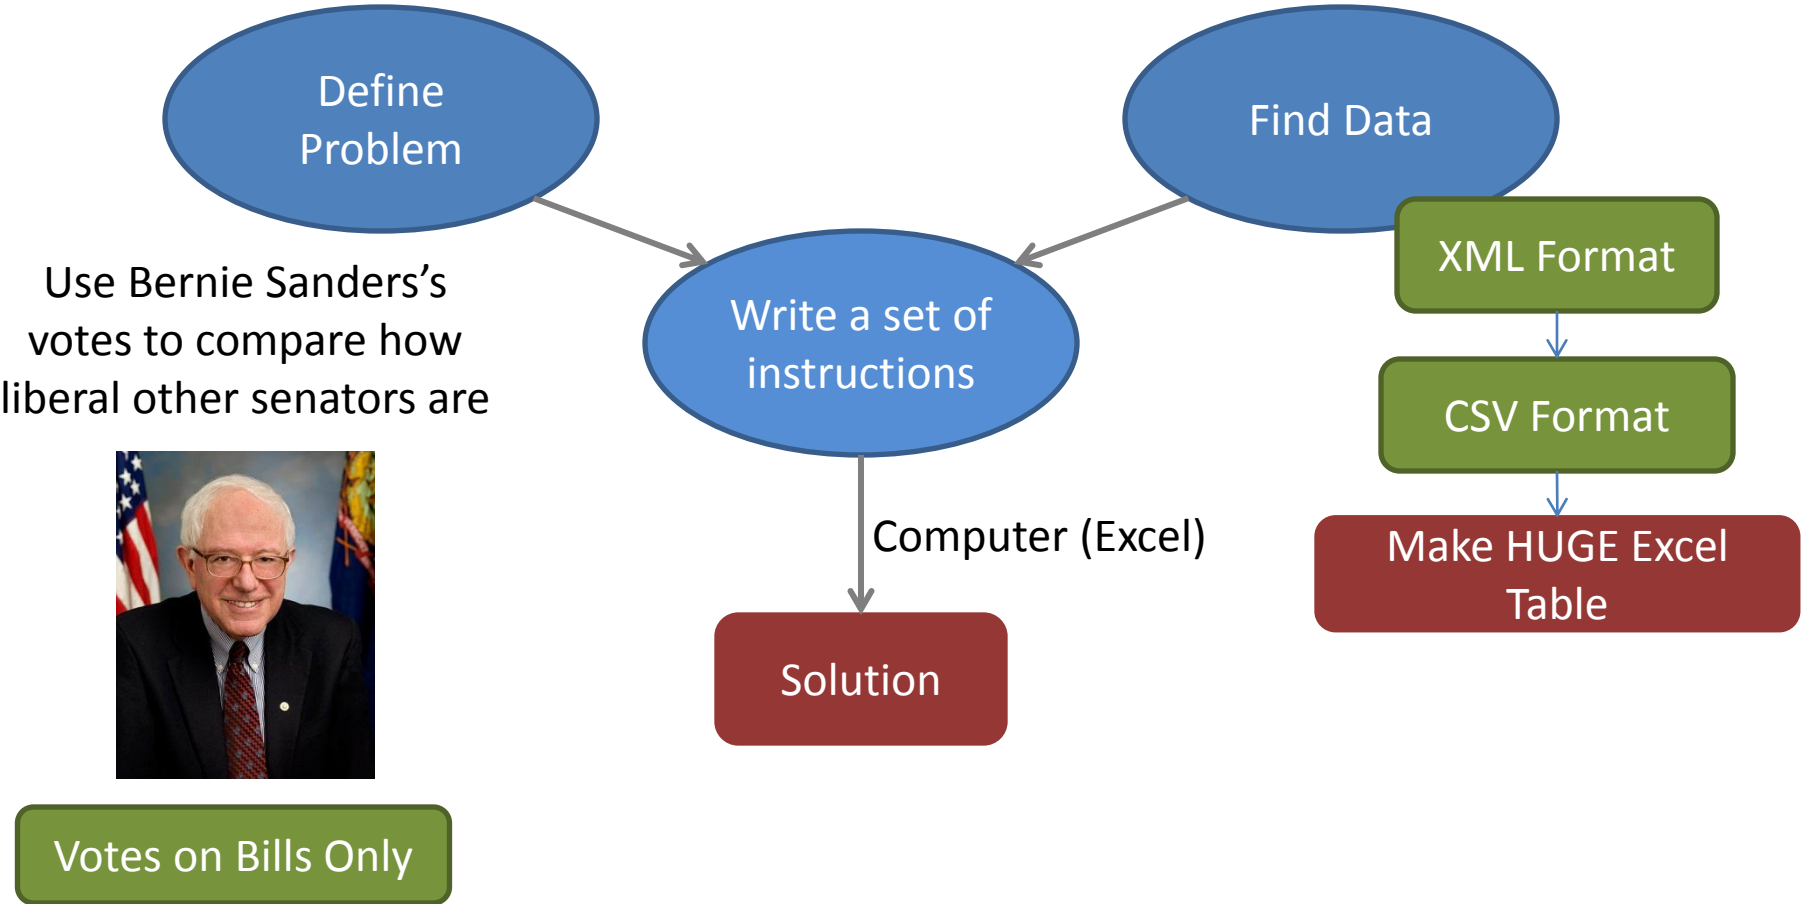 Define
Problem
Find Data
XML Format
Use Bernie Sanders’s
votes to compare how
liberal other senators are
Write a set of
instructions
CSV Format
Computer (Excel)
Make HUGE Excel
Table
Solution
Votes on Bills Only